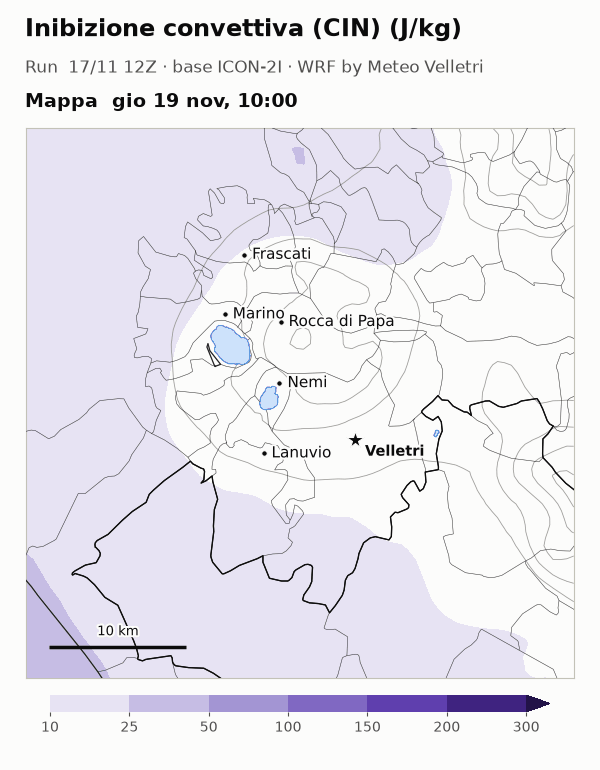 Inibizione convettiva (CIN) (J/kg)
Run  17/11 12Z · base ICON-2I · WRF by Meteo Velletri
Mappa  gio 19 nov, 10:00
Frascati
Marino
Rocca di Papa
Nemi
Velletri
Lanuvio
10 km
10 25 50 100 150 200 300